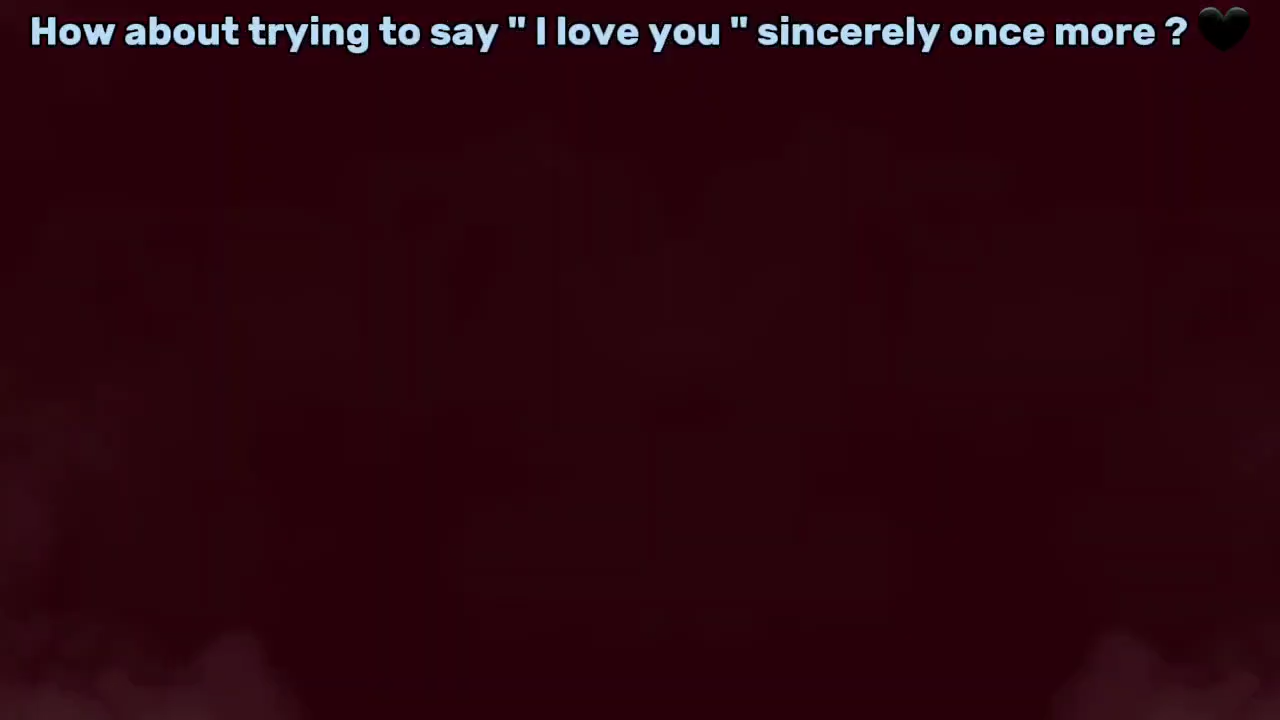 How about trying to say " I love you " sincerely once more ? 🖤